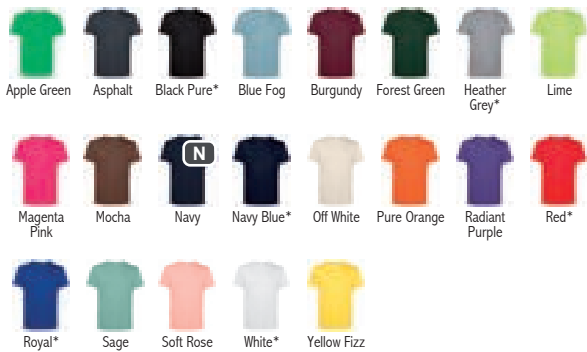 Apple Green Asphalt Black Pure* Blue Fog Burgundy Forest Green Heather Grey* Lime
N
Magenta Pink Mocha Navy Navy Blue* Off White Pure Orange Radiant Purple Red*
Royal* Sage Soft Rose White* Yellow Fizz